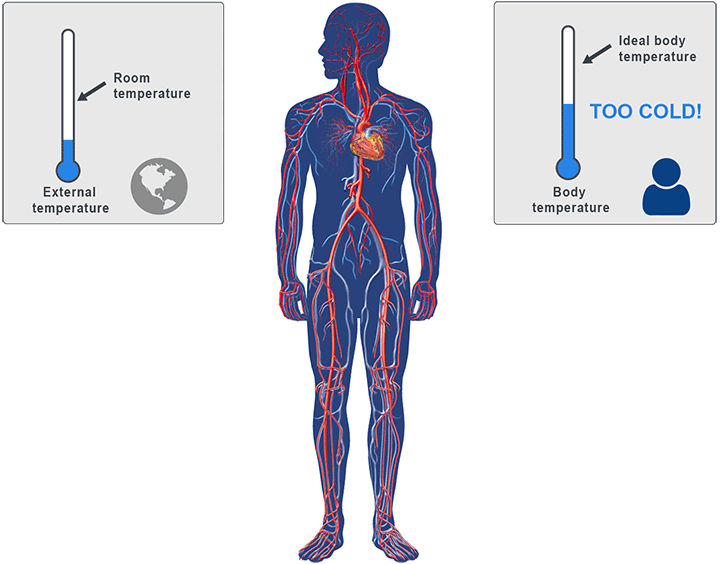 Room
temperature
External
temperature
Ideal body
temperature
TOO COLD!
Body
temperature